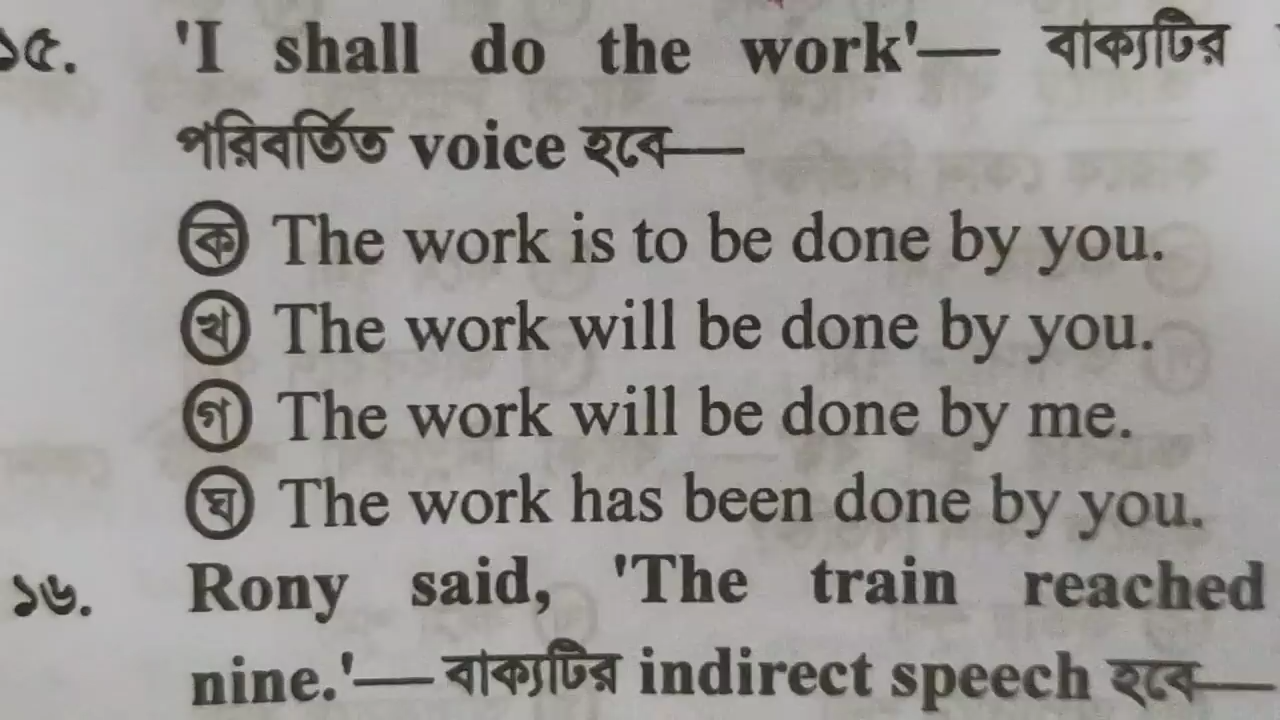 ১৫. 'I shall do the work'— বাক্যটির
পরিবর্তিত voice হবে—
ক The work is to be done by you.
খ The work will be done by you.
গ The work will be done by me.
ঘ The work has been done by you.
১৬. Rony said, 'The train reached
nine.'— বাক্যটির indirect speech হবে—